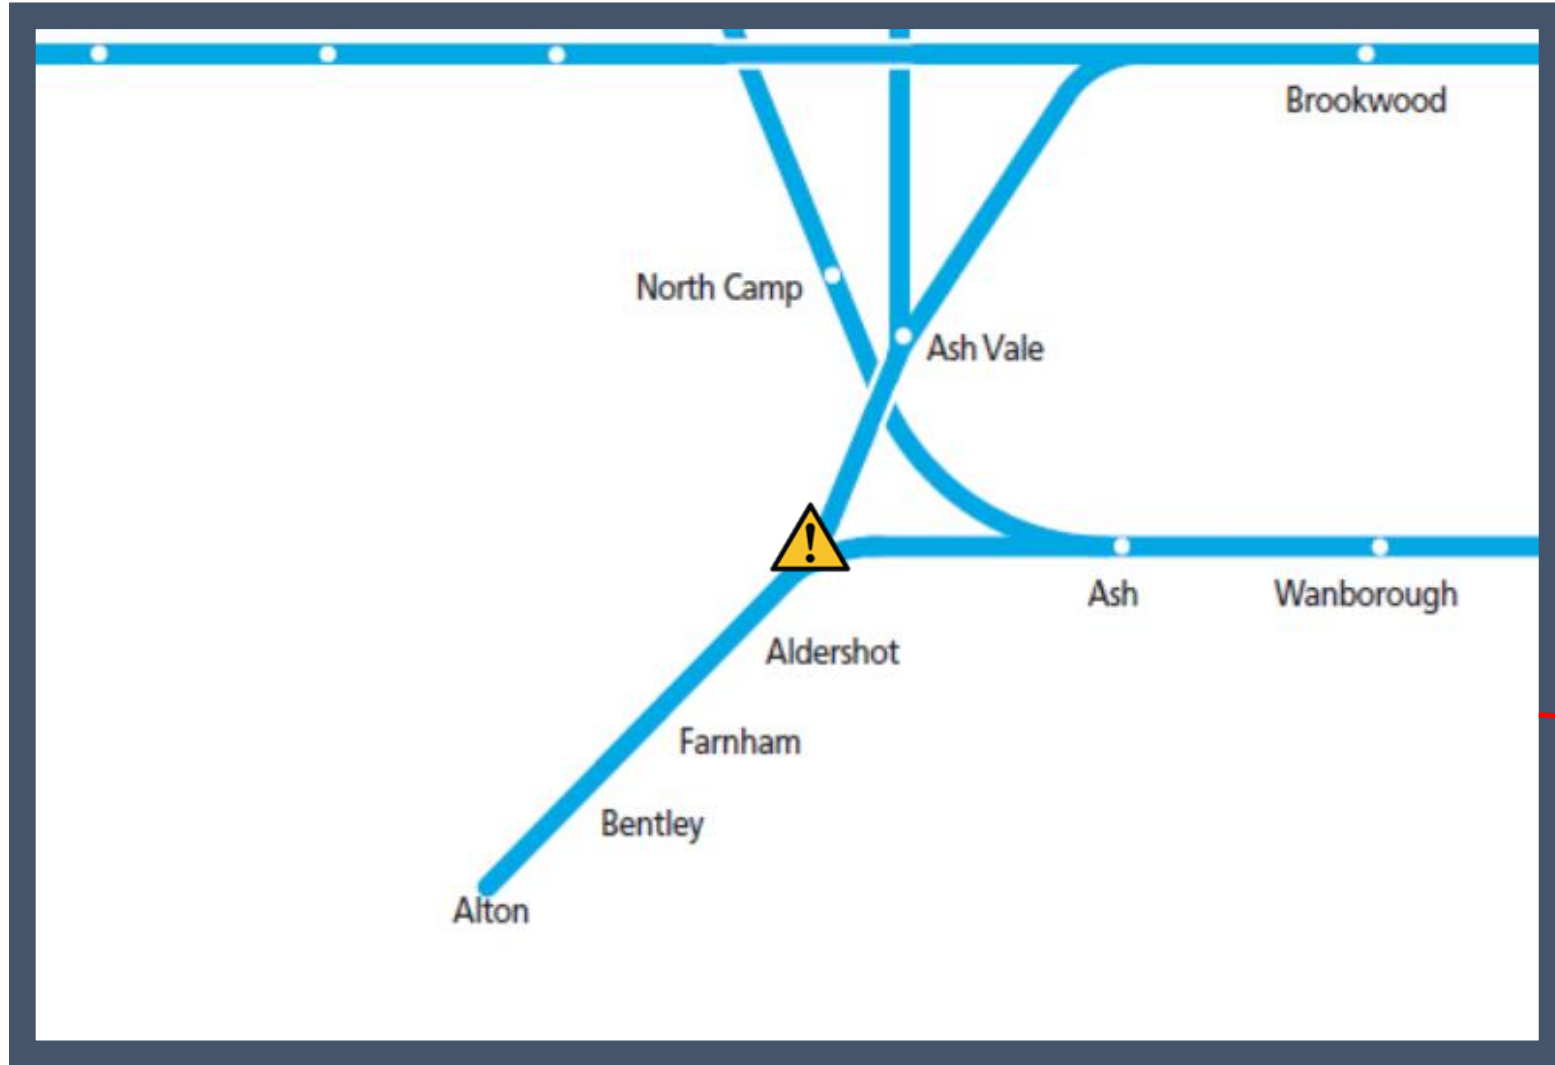 Brookwood
North Camp
Ash Vale
Ash
Wanborough
Aldershot
Farnham
Bentley
Alton